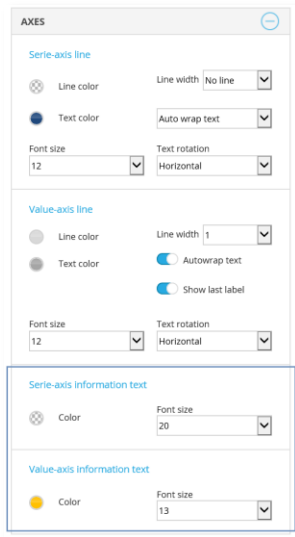 AXES
Serie-axis line
Line color
Line width No line
Text color
Auto wrap text
Font size
Text rotation
12
Horizontal
Value-axis line
Line color
Line width 1
Text color
Autowrap text
Show last label
Font size
Text rotation
12
Horizontal
Serie-axis information text
Color
Font size
20
Value-axis information text
Color
Font size
13